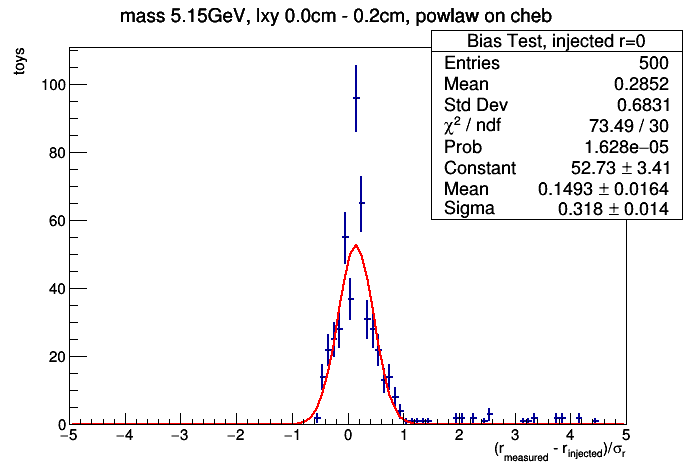 mass 5.15GeV, lxy 0.0cm - 0.2cm, powlaw on cheb
Bias Test, injected r=0
Entries 500
Mean 0.2852
Std Dev 0.6831
χ² / ndf 73.49 / 30
Prob 1.628e−05
Constant 52.73 ± 3.41
Mean 0.1493 ± 0.0164
Sigma 0.318 ± 0.014
toys
100
80
60
40
20
0
−5 −4 −3 −2 −1 0 1 2 3 4 5
(r_measured - r_injected)/σ_r